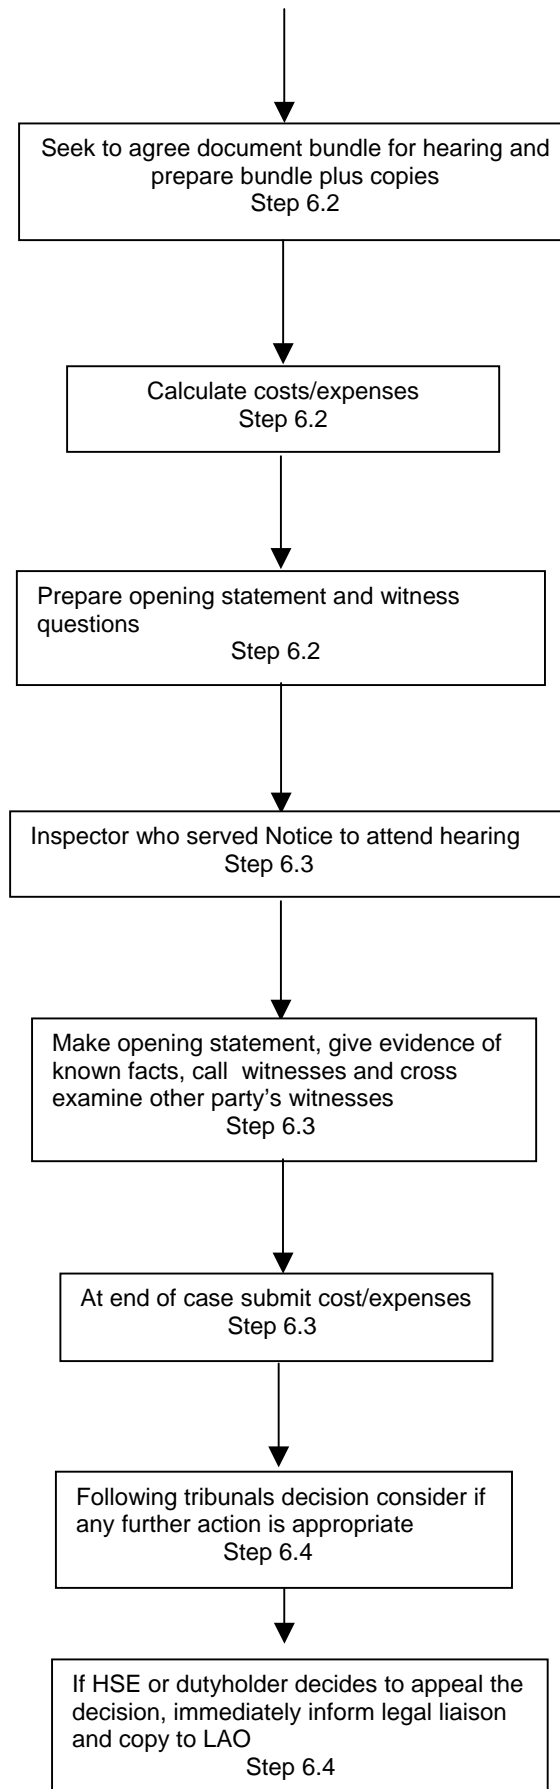 Seek to agree document bundle for hearing and
prepare bundle plus copies
Step 6.2
Calculate costs/expenses
Step 6.2
Prepare opening statement and witness
questions
Step 6.2
Inspector who served Notice to attend hearing
Step 6.3
Make opening statement, give evidence of
known facts, call witnesses and cross
examine other party’s witnesses
Step 6.3
At end of case submit cost/expenses
Step 6.3
Following tribunals decision consider if
any further action is appropriate
Step 6.4
If HSE or dutyholder decides to appeal the
decision, immediately inform legal liaison
and copy to LAO
Step 6.4